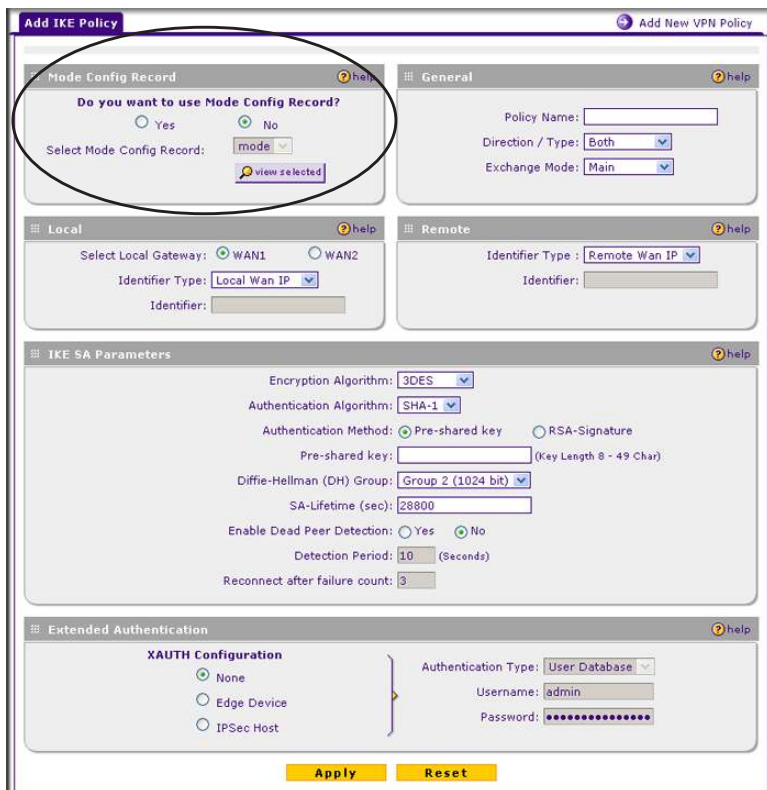 Add IKE Policy
Add New VPN Policy
Mode Config Record
help
Do you want to use Mode Config Record?
Yes
No
Select Mode Config Record:
mode
view selected
General
help
Policy Name:
Direction / Type: Both
Exchange Mode: Main
Local
help
Select Local Gateway: WAN1 WAN2
Identifier Type: Local Wan IP
Identifier:
Remote
help
Identifier Type : Remote Wan IP
Identifier:
IKE SA Parameters
help
Encryption Algorithm: 3DES
Authentication Algorithm: SHA-1
Authentication Method: Pre-shared key RSA-Signature
Pre-shared key: (Key Length 8 - 49 Char)
Diffie-Hellman (DH) Group: Group 2 (1024 bit)
SA-Lifetime (sec): 28800
Enable Dead Peer Detection: Yes No
Detection Period: 10 (Seconds)
Reconnect after failure count: 3
Extended Authentication
help
XAUTH Configuration
None
Edge Device
IPSec Host
Authentication Type: User Database
Username: admin
Password: •••••••••••••••
Apply
Reset